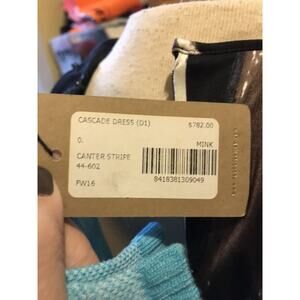 CASCADE DRESS (D1)
$782.00
0.
MINK
CANTER STRIPE
44-602
8418381309049
FW16